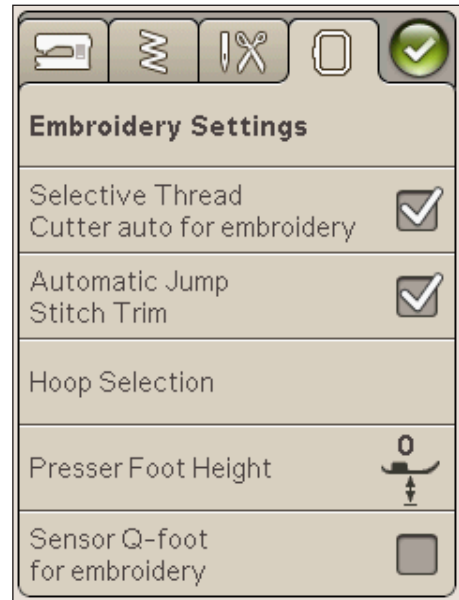 Embroidery Settings
Selective Thread
Cutter auto for embroidery
Automatic Jump
Stitch Trim
Hoop Selection
0
Presser Foot Height
Sensor Q-foot
for embroidery